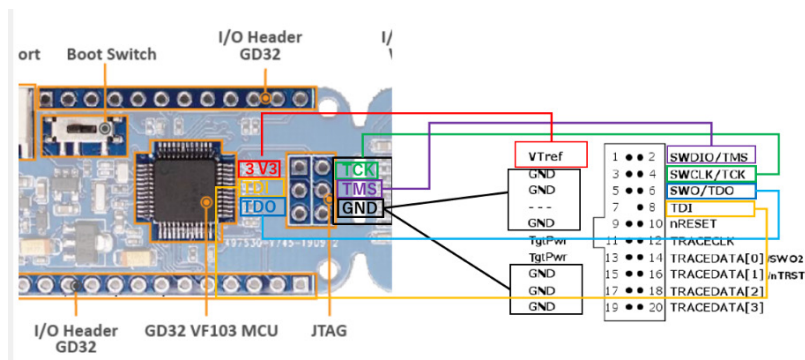 ort
Boot Switch
I/O Header
GD32
I/
3V3
TDI
TDO
TCK
TMS
GND
I/O Header
GD32
GD32 VF103 MCU
JTAG
VTref 1 2 SWDIO/TMS
GND 3 4 SWCLK/TCK
GND 5 6 SWO/TDO
--- 7 8 TDI
GND 9 10 nRESET
TgtPwr 11 12 TRACECLK
TgtPwr 13 14 TRACEDATA[0]/SWO2
GND 15 16 TRACEDATA[1]/nTRST
GND 17 18 TRACEDATA[2]
GND 19 20 TRACEDATA[3]